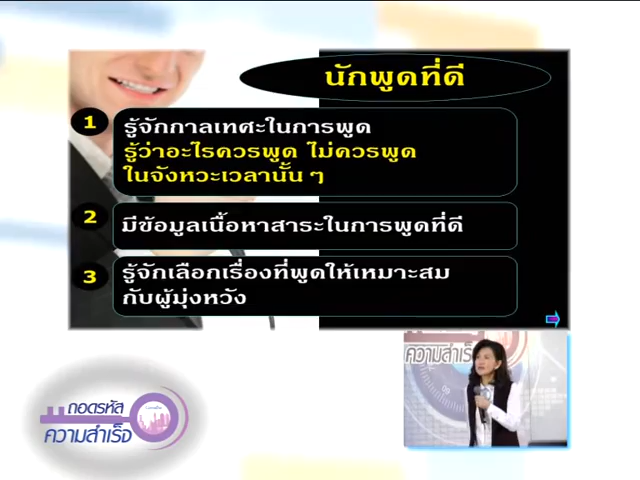 นักพูดที่ดี
1
รู้จักกาลเทศะในการพูด
รู้ว่าอะไรควรพูด ไม่ควรพูด
ในจังหวะเวลานั้น ๆ
2
มีข้อมูลเนื้อหาสาระในการพูดที่ดี
3
รู้จักเลือกเรื่องที่พูดให้เหมาะสม
กับผู้มุ่งหวัง
ความสำเร็จ
ถอดรหัส
ความสำเร็จ